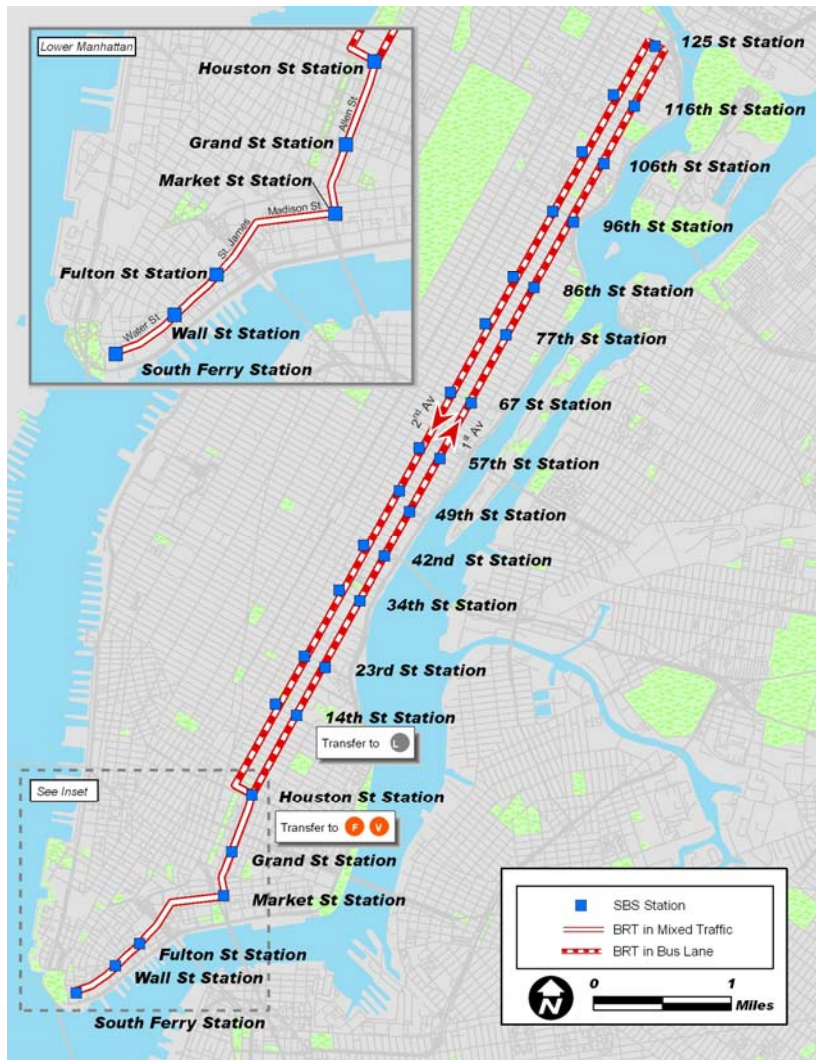 Lower Manhattan
Houston St Station
Allen St
Grand St Station
Market St Station
Madison St
St. James
Fulton St Station
Water St
Wall St Station
South Ferry Station
125 St Station
116th St Station
106th St Station
96th St Station
86th St Station
77th St Station
67 St Station
2nd Av
1st Av
57th St Station
49th St Station
42nd St Station
34th St Station
23rd St Station
14th St Station
Transfer to L
See Inset
Houston St Station
Transfer to F V
Grand St Station
Market St Station
Fulton St Station
Wall St Station
South Ferry Station
SBS Station
BRT in Mixed Traffic
BRT in Bus Lane
N
0 1
Miles